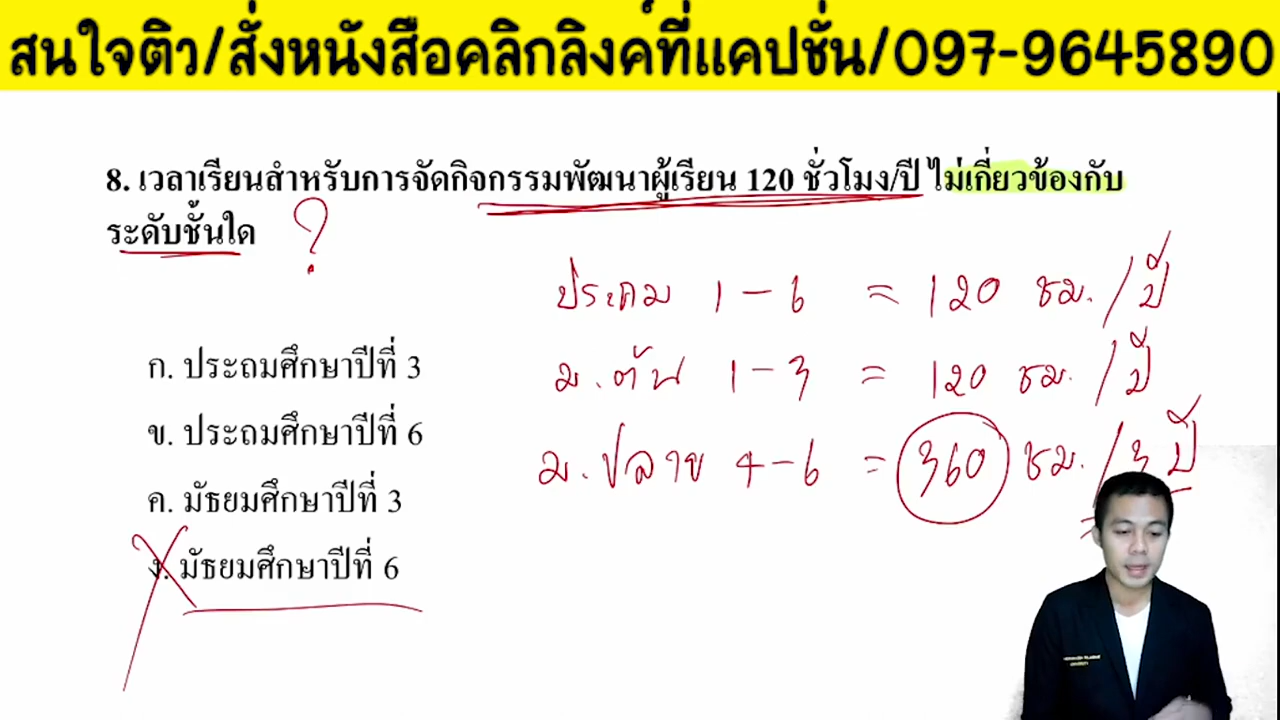 สนใจติว/สั่งหนังสือคลิกลิงค์ที่แคปชั่น/097-9645890
8. เวลาเรียนสำหรับการจัดกิจกรรมพัฒนาผู้เรียน 120 ชั่วโมง/ปี ไม่เกี่ยวข้องกับ
ระดับชั้นใด ?
ก. ประถมศึกษาปีที่ 3
ข. ประถมศึกษาปีที่ 6
ค. มัธยมศึกษาปีที่ 3
ง. มัธยมศึกษาปีที่ 6
ประถม 1 - 6 = 120 ชม. / ปี
ม.ต้น 1 - 3 = 120 ชม. / ปี
ม.ปลาย 4 - 6 = 360 ชม. / 3 ปี